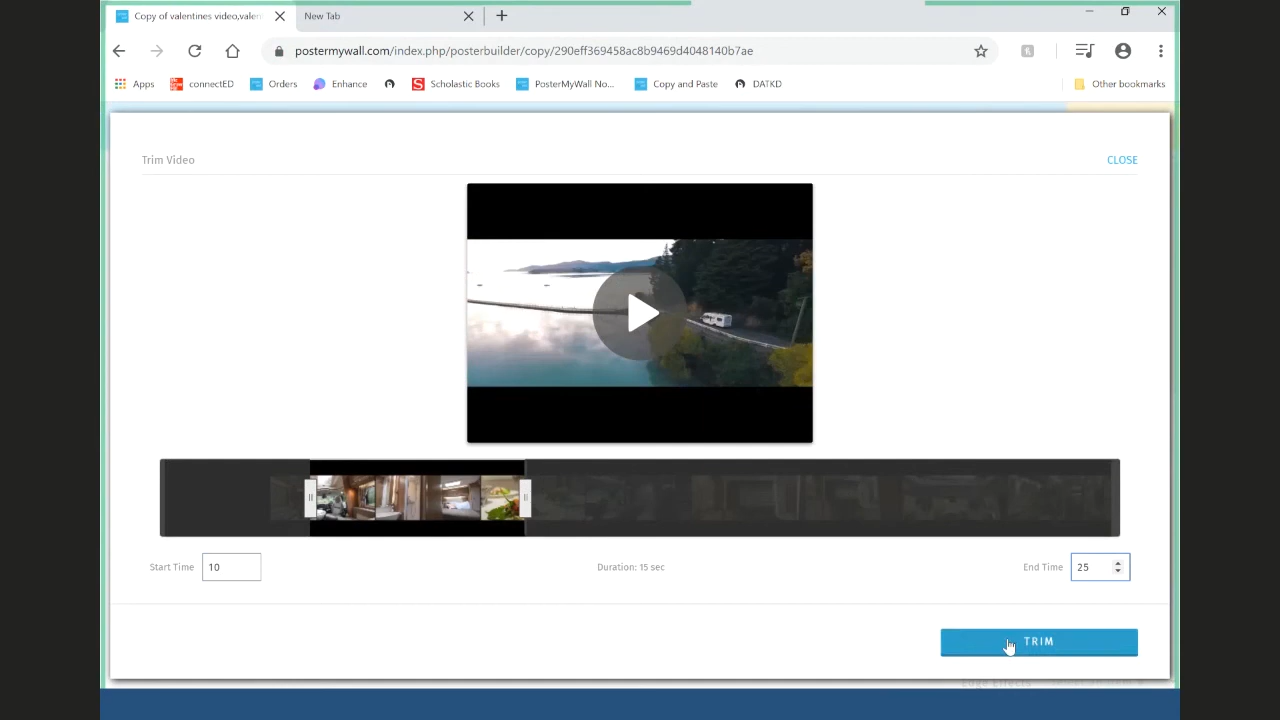 Copy of valentines video,valen
New Tab
postermywall.com/index.php/posterbuilder/copy/290eff369458ac8b9469d4048140b7ae
Apps connectED Orders Enhance Scholastic Books PosterMyWall No... Copy and Paste DATKD Other bookmarks
Trim Video CLOSE
Start Time 10 Duration: 15 sec End Time 25
TRIM
Edge Effects